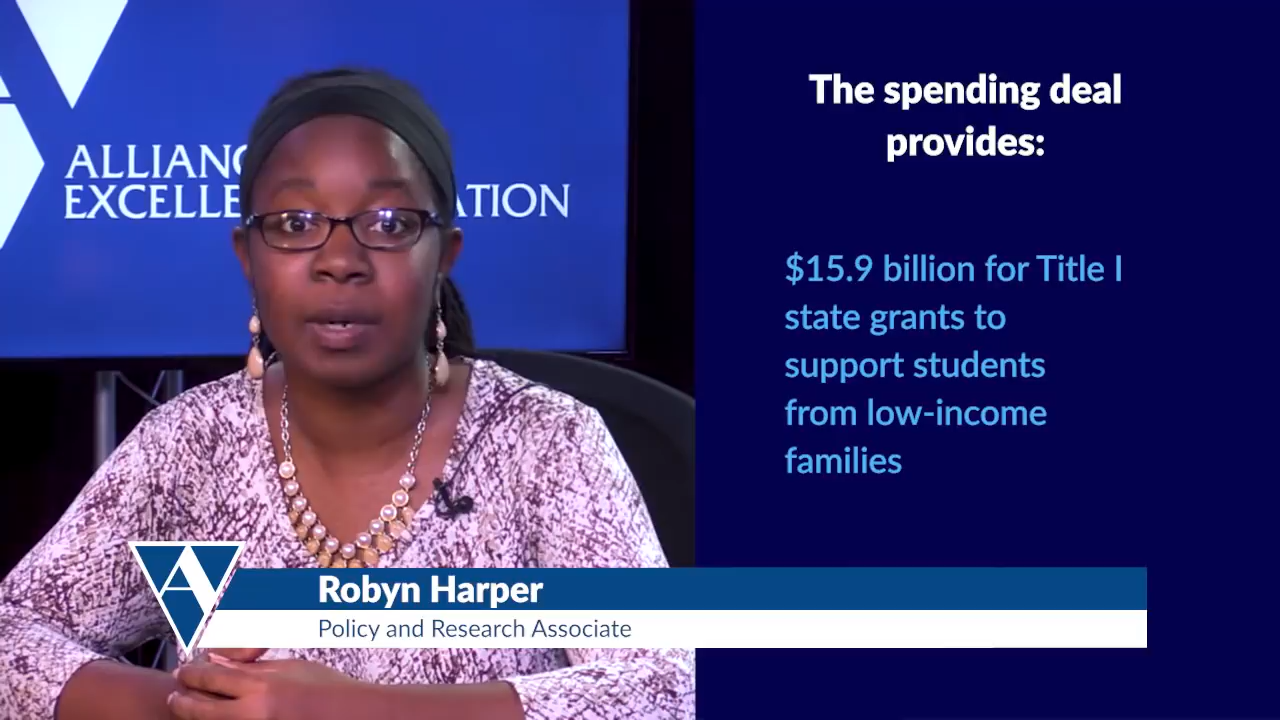 ALLIANC
EXCELLE ATION
The spending deal
provides:
$15.9 billion for Title I
state grants to
support students
from low-income
families
Robyn Harper
Policy and Research Associate